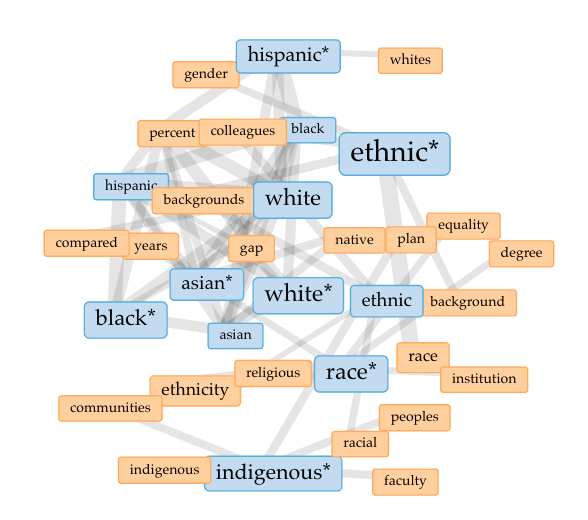 hispanic*
whites
gender
percent
colleagues
black
ethnic*
hispanic
backgrounds
white
compared
years
gap
native
plan
equality
degree
asian*
white*
ethnic
background
black*
asian
race
religious
race*
institution
ethnicity
communities
peoples
racial
indigenous
indigenous*
faculty